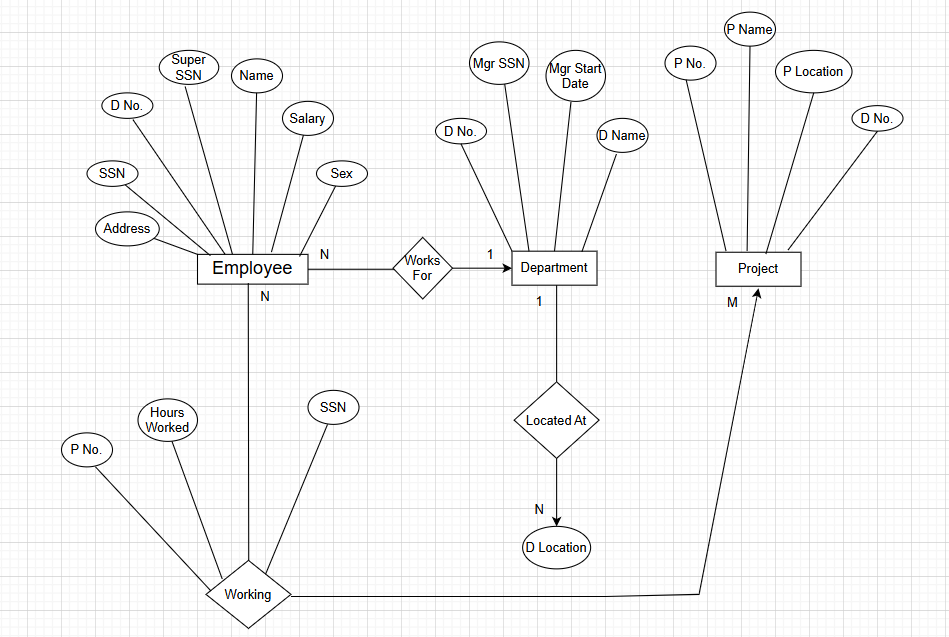 P Name
Super
SSN
Name
Mgr SSN
Mgr Start
Date
P No.
P Location
D No.
Salary
D No.
D Name
D No.
SSN
Sex
Address
Employee
N
Works
For
1
Department
Project
N
1
M
Hours
Worked
SSN
Located At
P No.
N
D Location
Working